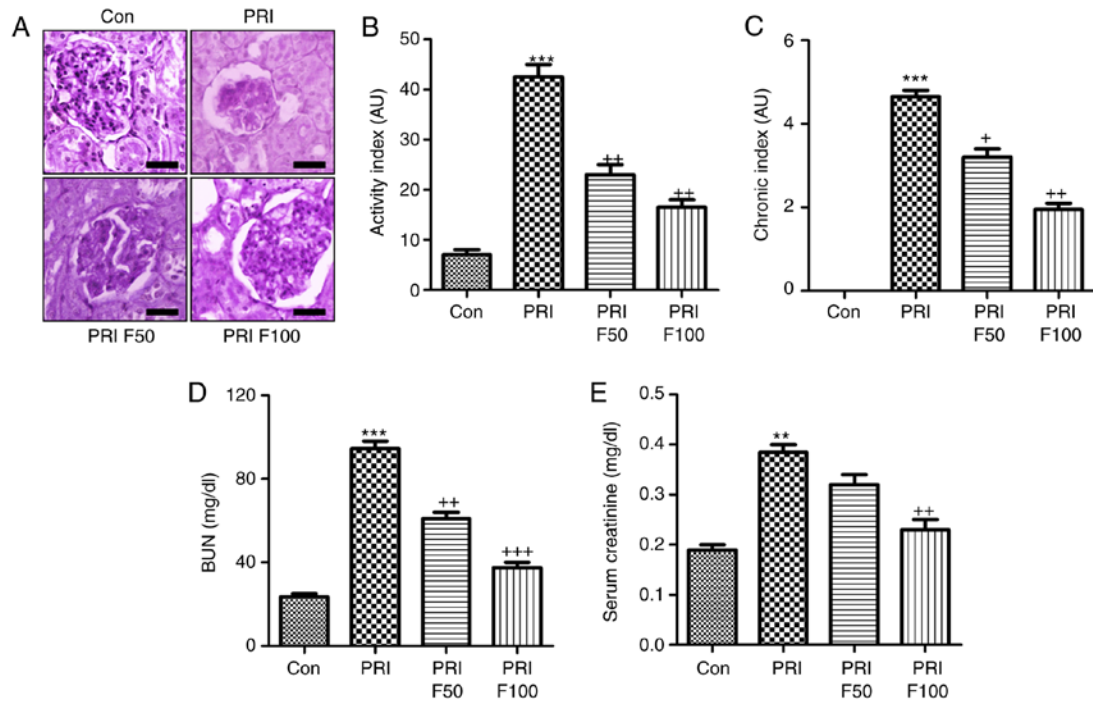 A
Con
PRI
PRI F50
PRI F100
B
Activity index (AU)
50
40
30
20
10
0
***
++
++
Con
PRI
PRI
F50
PRI
F100
C
Chronic index (AU)
6
4
2
0
***
+
++
Con
PRI
PRI
F50
PRI
F100
D
BUN (mg/dl)
120
80
40
0
***
++
+++
Con
PRI
PRI
F50
PRI
F100
E
Serum creatinine (mg/dl)
0.5
0.4
0.3
0.2
0.1
0.0
**
++
Con
PRI
PRI
F50
PRI
F100